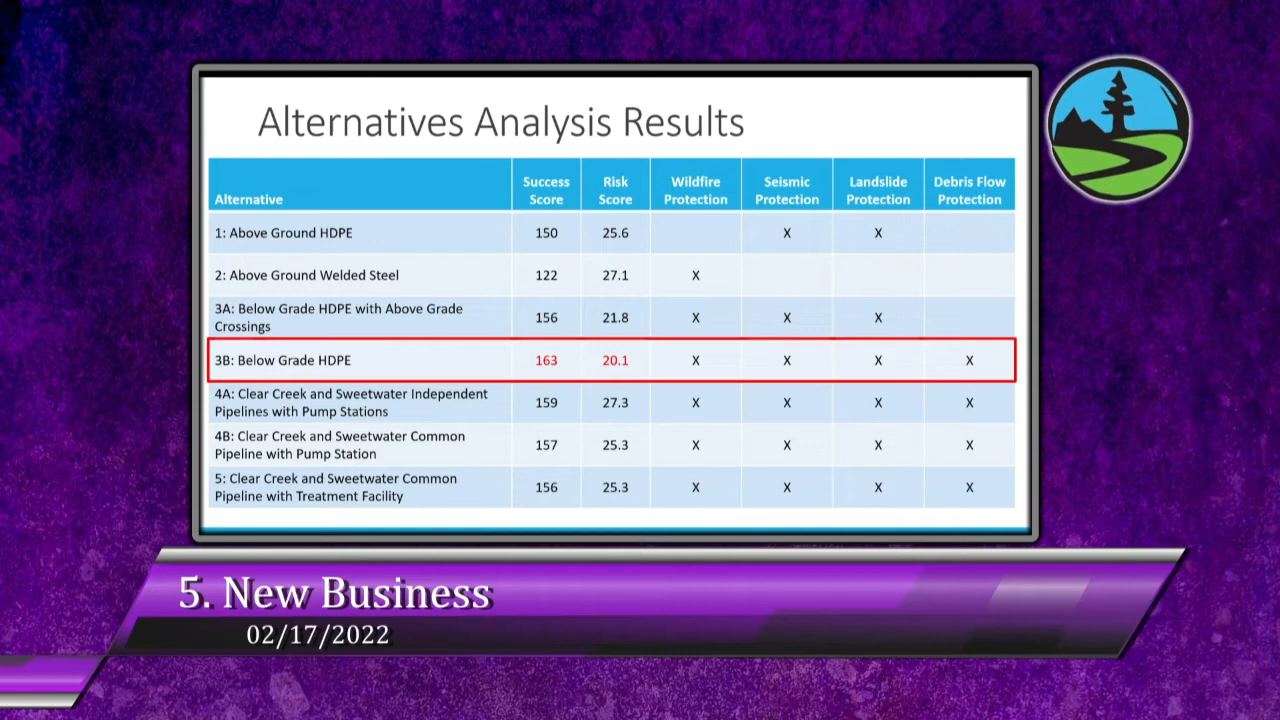 Alternatives Analysis Results
Alternative Success Score Risk Score Wildfire Protection Seismic Protection Landslide Protection Debris Flow Protection
1: Above Ground HDPE 150 25.6 X X
2: Above Ground Welded Steel 122 27.1 X
3A: Below Grade HDPE with Above Grade Crossings 156 21.8 X X X
3B: Below Grade HDPE 163 20.1 X X X X
4A: Clear Creek and Sweetwater Independent Pipelines with Pump Stations 159 27.3 X X X X
4B: Clear Creek and Sweetwater Common Pipeline with Pump Station 157 25.3 X X X X
5: Clear Creek and Sweetwater Common Pipeline with Treatment Facility 156 25.3 X X X X
5. New Business
02/17/2022